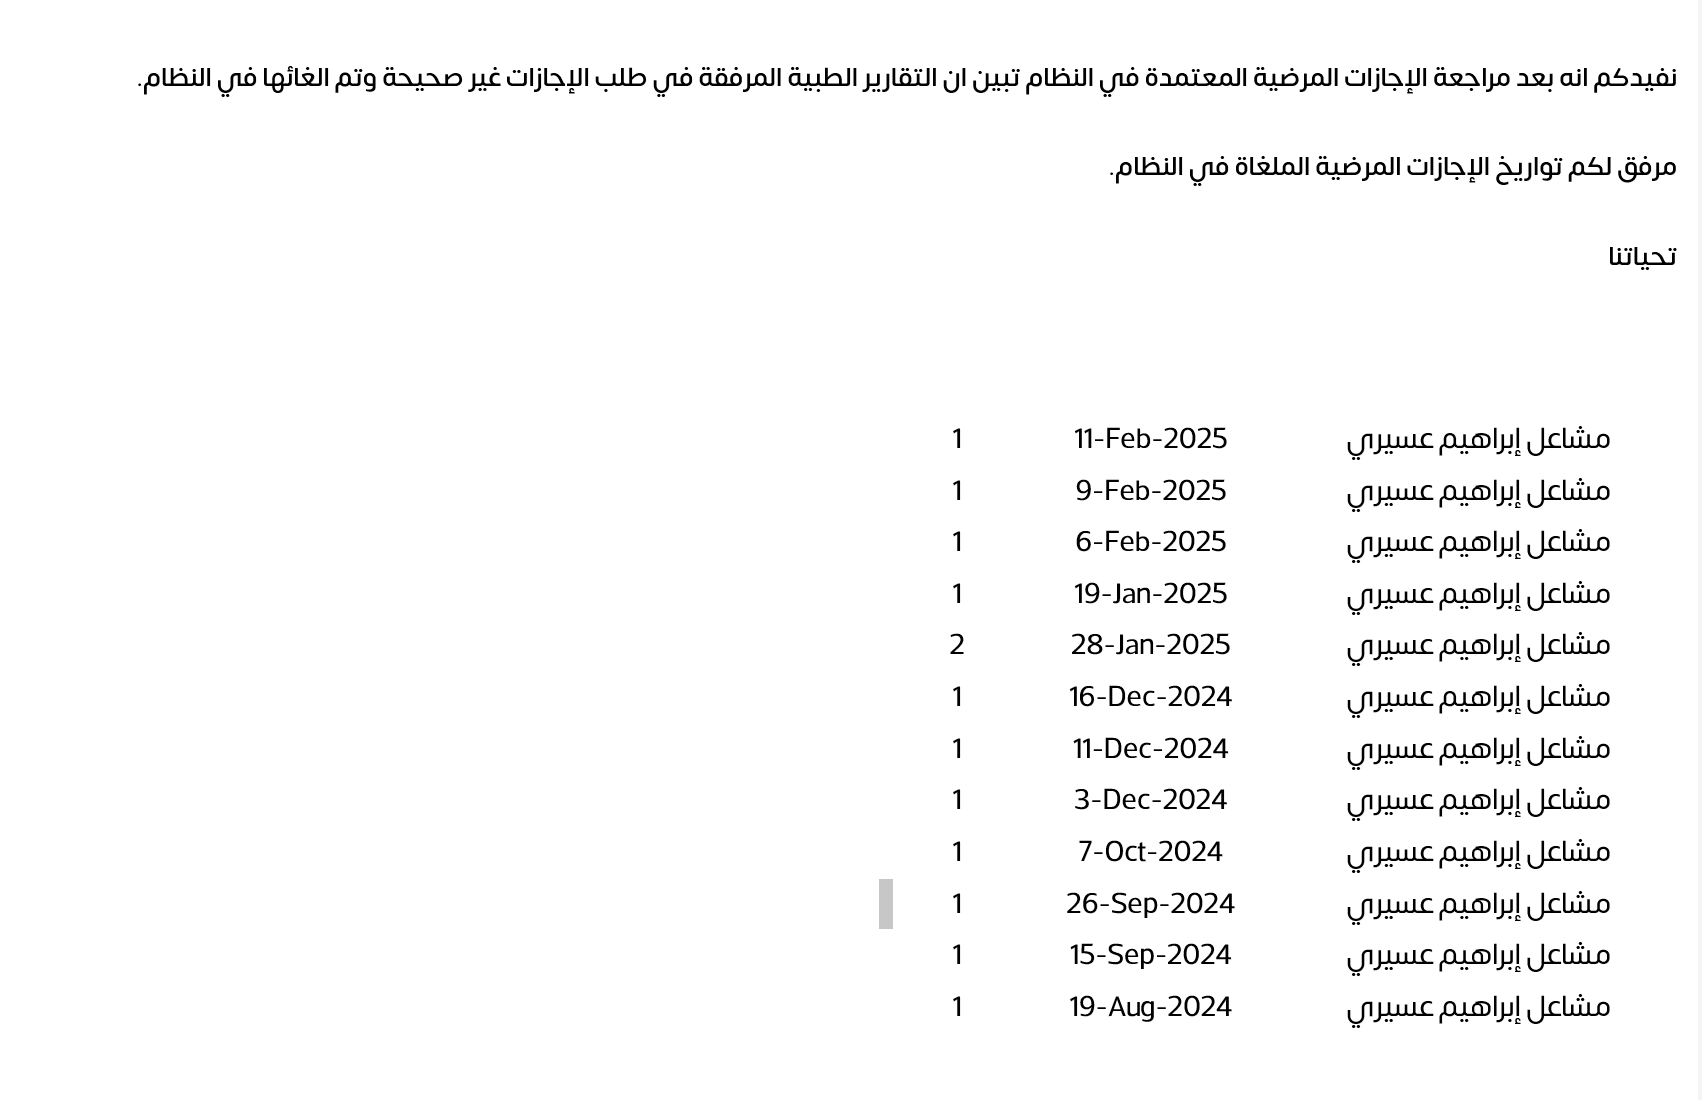 نفيدكم انه بعد مراجعة الإجازات المرضية المعتمدة في النظام تبين ان التقارير الطبية المرفقة في طلب الإجازات غير صحيحة وتم الغائها في النظام.
مرفق لكم تواريخ الإجازات المرضية الملغاة في النظام.
تحياتنا
مشاعل إبراهيم عسيري 11-Feb-2025 1
مشاعل إبراهيم عسيري 9-Feb-2025 1
مشاعل إبراهيم عسيري 6-Feb-2025 1
مشاعل إبراهيم عسيري 19-Jan-2025 1
مشاعل إبراهيم عسيري 28-Jan-2025 2
مشاعل إبراهيم عسيري 16-Dec-2024 1
مشاعل إبراهيم عسيري 11-Dec-2024 1
مشاعل إبراهيم عسيري 3-Dec-2024 1
مشاعل إبراهيم عسيري 7-Oct-2024 1
مشاعل إبراهيم عسيري 26-Sep-2024 1
مشاعل إبراهيم عسيري 15-Sep-2024 1
مشاعل إبراهيم عسيري 19-Aug-2024 1